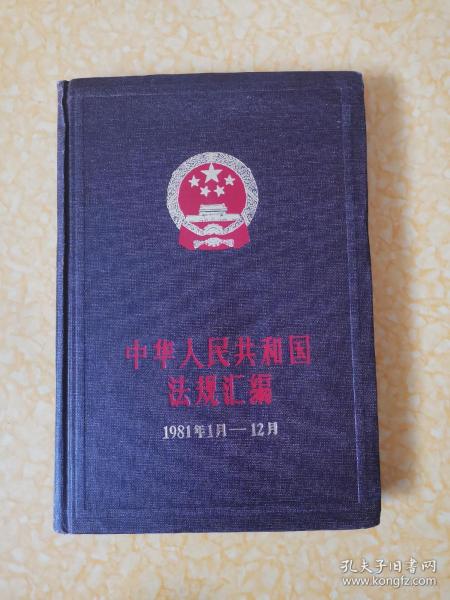 中华人民共和国
法规汇编
1981年1月—12月
孔夫子旧书网
www.kongfz.com